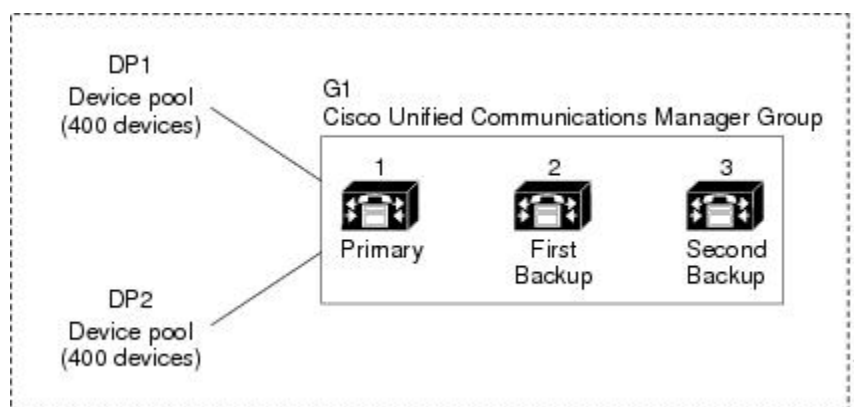 DP1
Device pool
(400 devices)
G1
Cisco Unified Communications Manager Group
1
2
3
Primary
First
Backup
Second
Backup
DP2
Device pool
(400 devices)